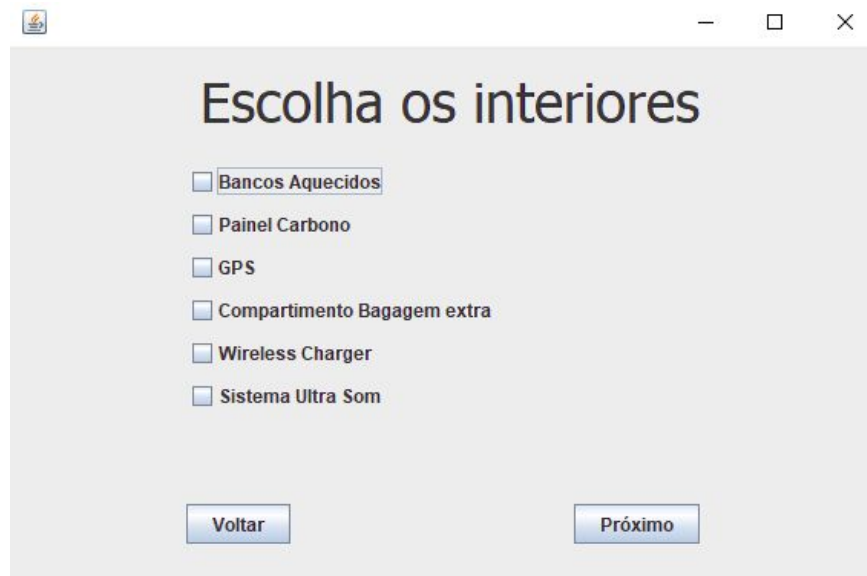 Escolha os interiores
Bancos Aquecidos
Painel Carbono
GPS
Compartimento Bagagem extra
Wireless Charger
Sistema Ultra Som
Voltar
Próximo